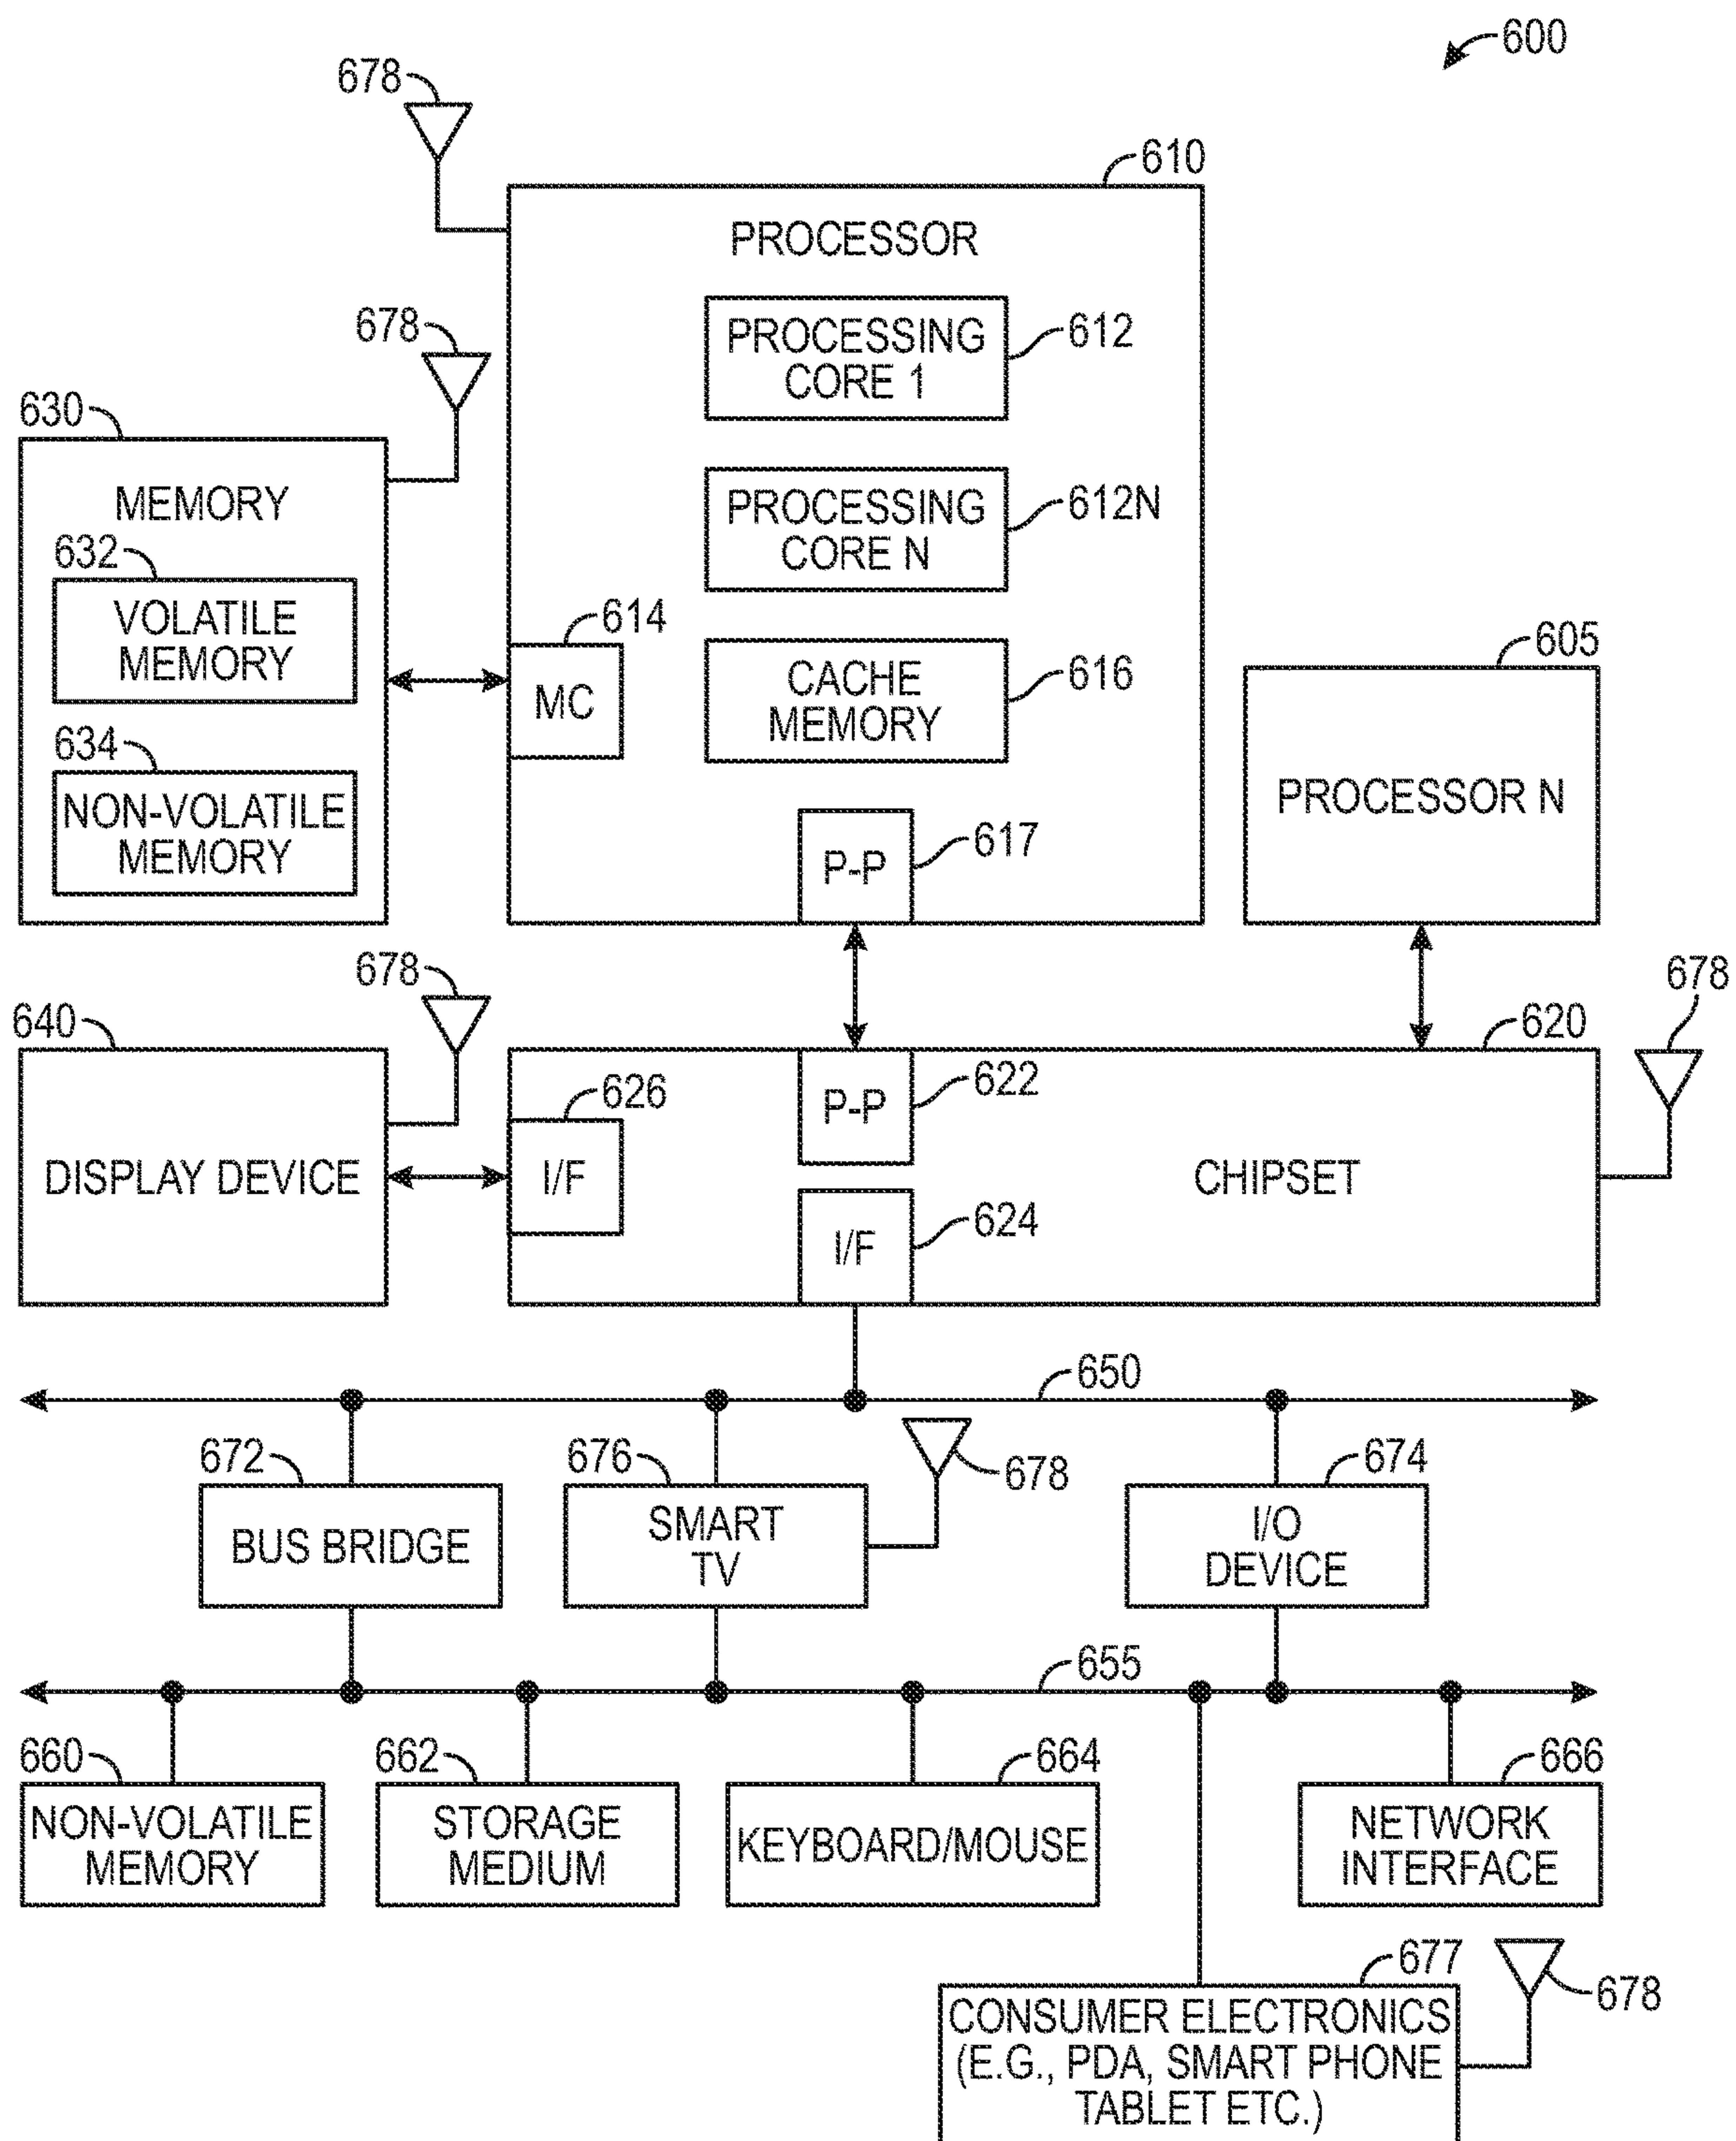 600
678
610
PROCESSOR
PROCESSING
CORE 1
612
678
630
MEMORY
PROCESSING
CORE N
612N
632
VOLATILE
MEMORY
614
MC
CACHE
MEMORY
616
605
PROCESSOR N
634
NON-VOLATILE
MEMORY
P-P
617
678
678
640
DISPLAY DEVICE
620
626
I/F
P-P
622
CHIPSET
I/F
624
650
672
BUS BRIDGE
676
SMART
TV
678
674
I/O
DEVICE
655
660
NON-VOLATILE
MEMORY
662
STORAGE
MEDIUM
664
KEYBOARD/MOUSE
666
NETWORK
INTERFACE
677
CONSUMER ELECTRONICS
(E.G., PDA, SMART PHONE
TABLET ETC.)
678